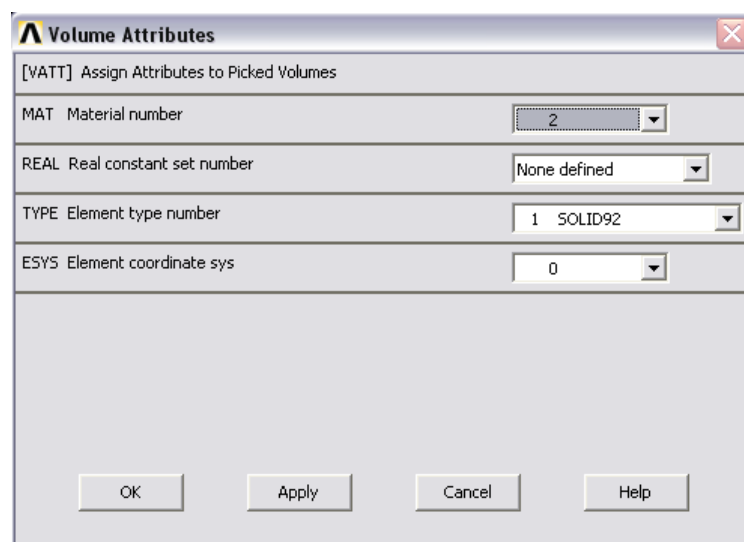 Volume Attributes
[VATT] Assign Attributes to Picked Volumes
MAT Material number 2
REAL Real constant set number None defined
TYPE Element type number 1 SOLID92
ESYS Element coordinate sys 0
OK Apply Cancel Help